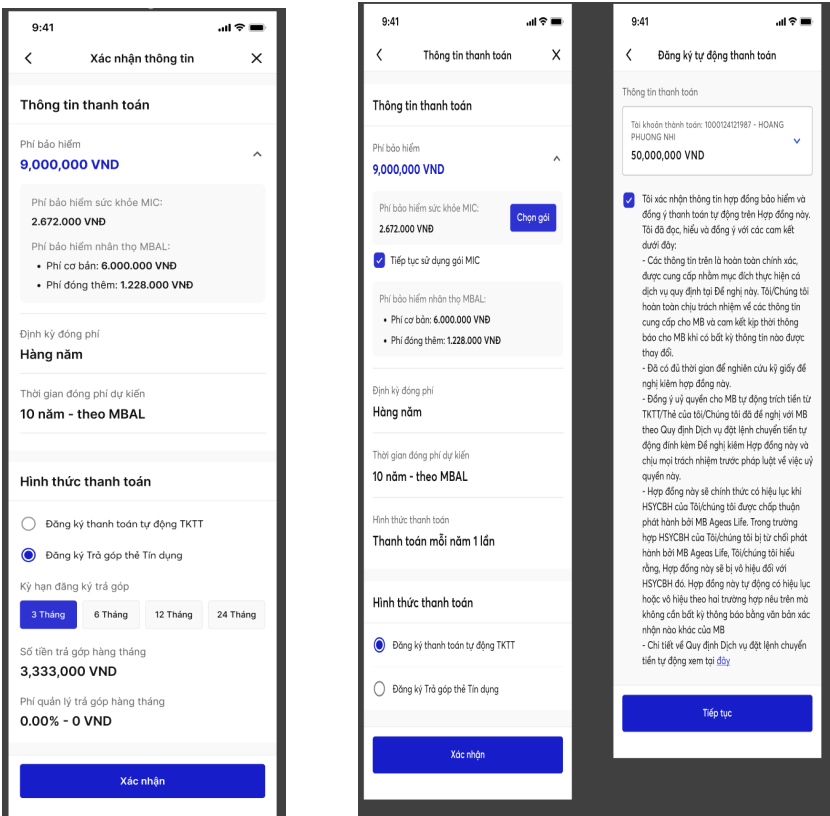 9:41
Xác nhận thông tin
Thông tin thanh toán
Phí bảo hiểm
9,000,000 VND
Phí bảo hiểm sức khỏe MIC:
2.672.000 VNĐ
Phí bảo hiểm nhân thọ MBAL:
• Phí cơ bản: 6.000.000 VNĐ
• Phí đóng thêm: 1.228.000 VNĐ
Định kỳ đóng phí
Hàng năm
Thời gian đóng phí dự kiến
10 năm - theo MBAL
Hình thức thanh toán
Đăng ký thanh toán tự động TKTT
Đăng ký Trả góp thẻ Tín dụng
Kỳ hạn đăng ký trả góp
3 Tháng
6 Tháng
12 Tháng
24 Tháng
Số tiền trả góp hàng tháng
3,333,000 VND
Phí quản lý trả góp hàng tháng
0.00% - 0 VND
Xác nhận
9:41
Thông tin thanh toán
Thông tin thanh toán
Phí bảo hiểm
9,000,000 VND
Phí bảo hiểm sức khỏe MIC:
2.672.000 VNĐ
Chọn gói
Tiếp tục sử dụng gói MIC
Phí bảo hiểm nhân thọ MBAL:
• Phí cơ bản: 6.000.000 VNĐ
• Phí đóng thêm: 1.228.000 VNĐ
Định kỳ đóng phí
Hàng năm
Thời gian đóng phí dự kiến
10 năm - theo MBAL
Hình thức thanh toán
Thanh toán mỗi năm 1 lần
Hình thức thanh toán
Đăng ký thanh toán tự động TKTT
Đăng ký Trả góp thẻ Tín dụng
Xác nhận
9:41
Đăng ký tự động thanh toán
Thông tin thanh toán
Tài khoản thành toán: 1000124121987 - HOANG
PHUONG NHI
50,000,000 VND
Tôi xác nhận thông tin hợp đồng bảo hiểm và
đồng ý thanh toán tự động trên Hợp đồng này.
Tôi đã đọc, hiểu và đồng ý với các cam kết
dưới đây:
- Các thông tin trên là hoàn toàn chính xác,
được cung cấp nhằm mục đích thực hiện cá
dịch vụ quy định tại Đề nghị này. Tôi/Chúng tôi
hoàn toàn chịu trách nhiệm về các thông tin
cung cấp cho MB và cam kết kịp thời thông
báo cho MB khi có bất kỳ thông tin nào được
thay đổi.
- Đã có đủ thời gian để nghiên cứu kỹ giấy đề
nghị kiêm hợp đồng này.
- Đồng ý uỷ quyền cho MB tự động trích tiền từ
TKTT/Thẻ của tôi/Chúng tôi đã đề nghị với MB
theo Quy định Dịch vụ đặt lệnh chuyển tiền tự
động đính kèm Đề nghị kiêm Hợp đồng này và
chịu mọi trách nhiệm trước pháp luật về việc uỷ
quyền này.
- Hợp đồng này sẽ chính thức có hiệu lực khi
HSYCBH của Tôi/chúng tôi được chấp thuận
phát hành bởi MB Ageas Life. Trong trường
hợp HSYCBH của Tôi/chúng tôi bị từ chối phát
hành bởi MB Ageas Life, Tôi/chúng tôi hiểu
rằng, Hợp đồng này sẽ bị vô hiệu đối với
HSYCBH đó. Hợp đồng này tự động có hiệu lục
hoặc vô hiệu theo hai trường hợp nêu trên mà
không cần bất kỳ thông báo bằng văn bản xác
nhận nào khác của MB
- Chi tiết về Quy định Dịch vụ đặt lệnh chuyển
tiền tự động xem tại đây
Tiếp tục